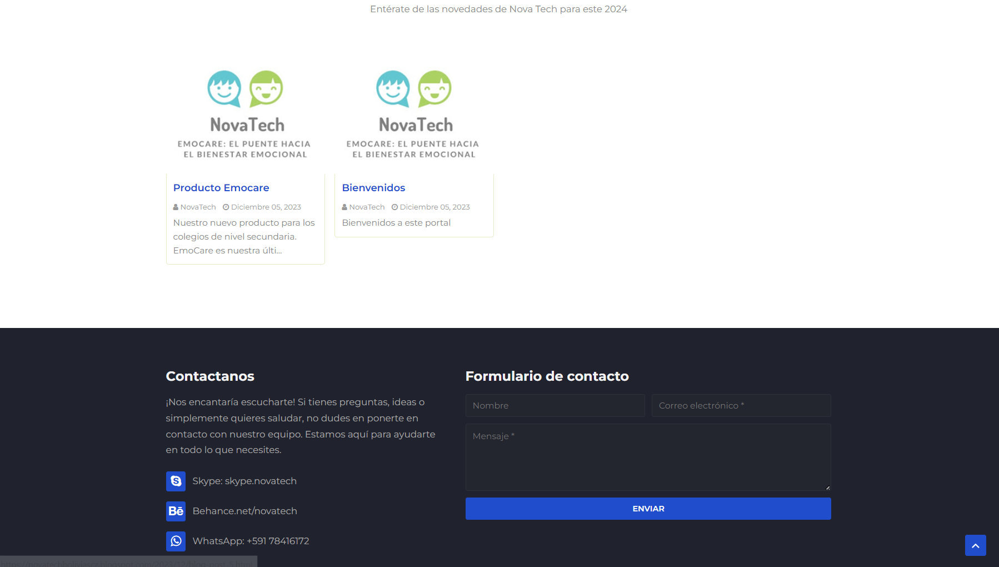 Entérate de las novedades de Nova Tech para este 2024
NovaTech
EMOCARE: EL PUENTE HACIA
EL BIENESTAR EMOCIONAL
Producto Emocare
NovaTech Diciembre 05, 2023
Nuestro nuevo producto para los
colegios de nivel secundaria.
EmoCare es nuestra últi...
NovaTech
EMOCARE: EL PUENTE HACIA
EL BIENESTAR EMOCIONAL
Bienvenidos
NovaTech Diciembre 05, 2023
Bienvenidos a este portal
Contactanos
¡Nos encantaría escucharte! Si tienes preguntas, ideas o
simplemente quieres saludar, no dudes en ponerte en
contacto con nuestro equipo. Estamos aquí para ayudarte
en todo lo que necesites.
Skype: skype.novatech
Bē Behance.net/novatech
WhatsApp: +591 78416172
Formulario de contacto
Nombre
Correo electrónico *
Mensaje *
ENVIAR